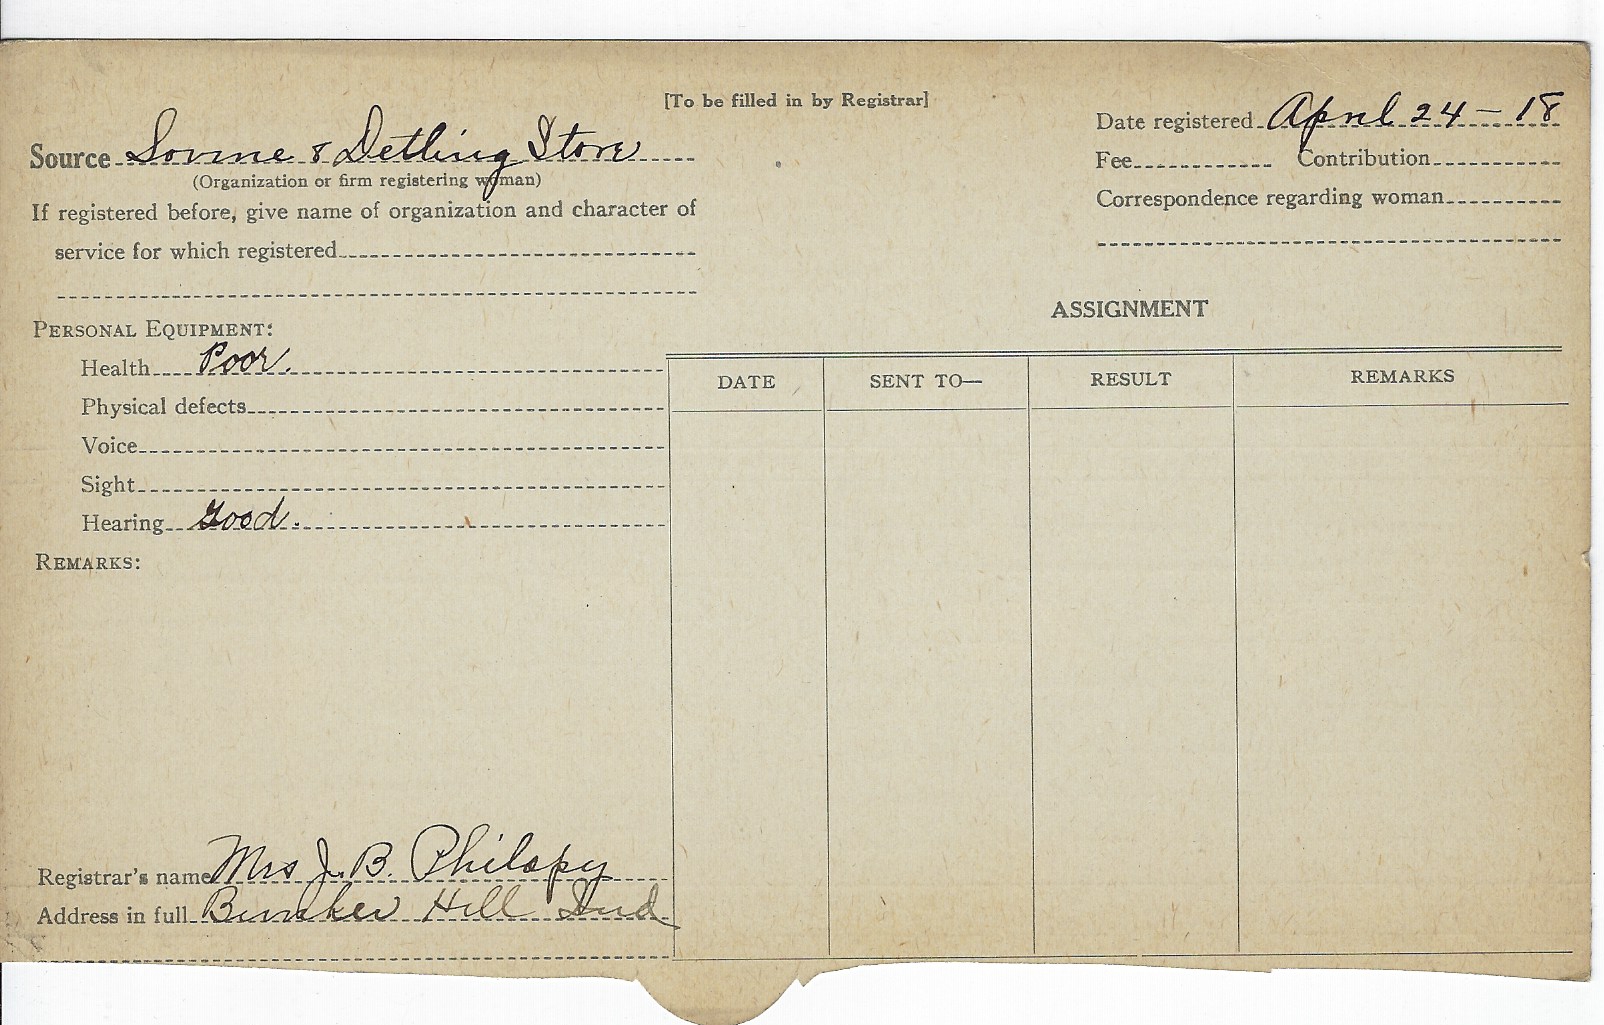 [To be filled in by Registrar]
Source Sovine & Detling Store
(Organization or firm registering woman)
If registered before, give name of organization and character of
service for which registered
Date registered April 24 - 18
Fee Contribution
Correspondence regarding woman
PERSONAL EQUIPMENT:
Health Poor.
Physical defects
Voice
Sight
Hearing Good.
REMARKS:
ASSIGNMENT
DATE SENT TO— RESULT REMARKS
Registrar's name Mrs J. B. Philapy
Address in full Bunker Hill Ind